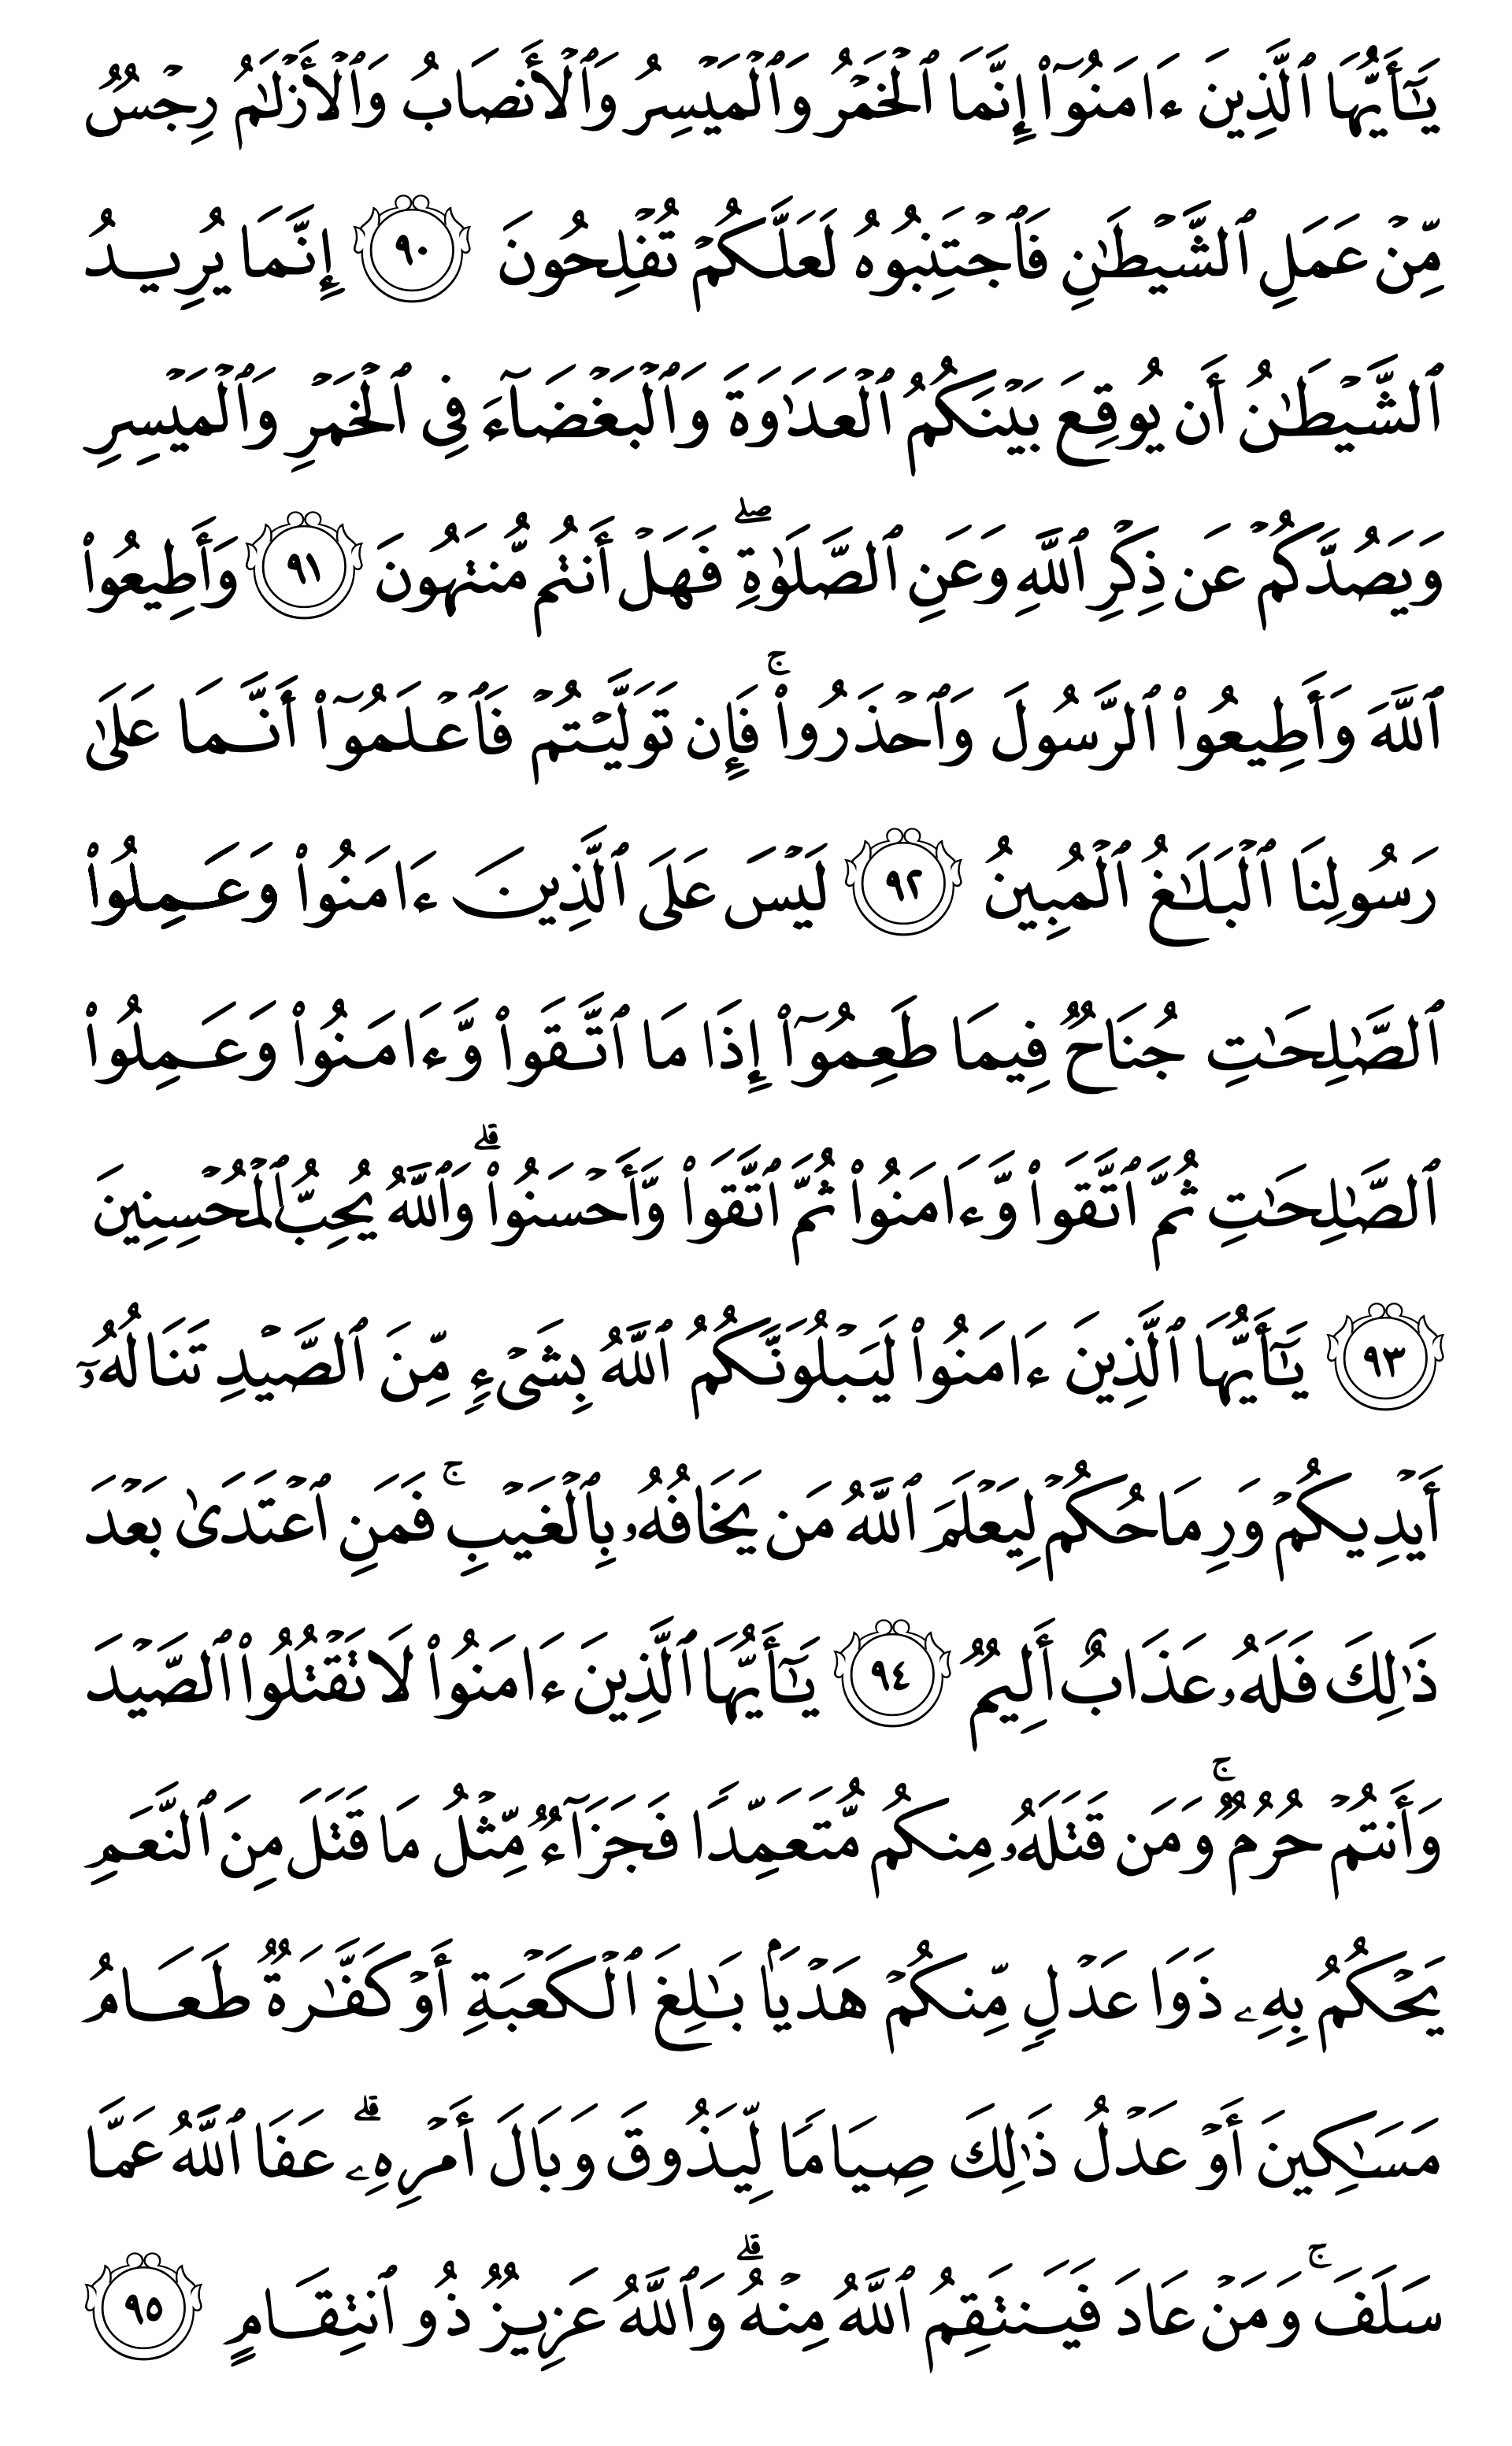 يَـٰٓأَيُّهَا ٱلَّذِينَ ءَامَنُوٓا۟ إِنَّمَا ٱلْخَمْرُ وَٱلْمَيْسِرُ وَٱلْأَنصَابُ وَٱلْأَزْلَـٰمُ رِجْسٌ
مِّنْ عَمَلِ ٱلشَّيْطَـٰنِ فَٱجْتَنِبُوهُ لَعَلَّكُمْ تُفْلِحُونَ ٩٠ إِنَّمَا يُرِيدُ
ٱلشَّيْطَـٰنُ أَن يُوقِعَ بَيْنَكُمُ ٱلْعَدَٰوَةَ وَٱلْبَغْضَآءَ فِى ٱلْخَمْرِ وَٱلْمَيْسِرِ
وَيَصُدَّكُمْ عَن ذِكْرِ ٱللَّهِ وَعَنِ ٱلصَّلَوٰةِ ۖ فَهَلْ أَنتُم مُّنتَهُونَ ٩١ وَأَطِيعُوا۟
ٱللَّهَ وَأَطِيعُوا۟ ٱلرَّسُولَ وَٱحْذَرُوا۟ ۚ فَإِن تَوَلَّيْتُمْ فَٱعْلَمُوٓا۟ أَنَّمَا عَلَىٰ
رَسُولِنَا ٱلْبَلَـٰغُ ٱلْمُبِينُ ٩٢ لَيْسَ عَلَى ٱلَّذِينَ ءَامَنُوا۟ وَعَمِلُوا۟
ٱلصَّـٰلِحَـٰتِ جُنَاحٌ فِيمَا طَعِمُوٓا۟ إِذَا مَا ٱتَّقَوا۟ وَّءَامَنُوا۟ وَعَمِلُوا۟
ٱلصَّـٰلِحَـٰتِ ثُمَّ ٱتَّقَوا۟ وَّءَامَنُوا۟ ثُمَّ ٱتَّقَوا۟ وَّأَحْسَنُوا۟ ۗ وَٱللَّهُ يُحِبُّ ٱلْمُحْسِنِينَ
٩٣ يَـٰٓأَيُّهَا ٱلَّذِينَ ءَامَنُوا۟ لَيَبْلُوَنَّكُمُ ٱللَّهُ بِشَىْءٍ مِّنَ ٱلصَّيْدِ تَنَالُهُۥٓ
أَيْدِيكُمْ وَرِمَاحُكُمْ لِيَعْلَمَ ٱللَّهُ مَن يَخَافُهُۥ بِٱلْغَيْبِ ۚ فَمَنِ ٱعْتَدَىٰ بَعْدَ
ذَٰلِكَ فَلَهُۥ عَذَابٌ أَلِيمٌ ٩٤ يَـٰٓأَيُّهَا ٱلَّذِينَ ءَامَنُوا۟ لَا تَقْتُلُوا۟ ٱلصَّيْدَ
وَأَنتُمْ حُرُمٌ ۚ وَمَن قَتَلَهُۥ مِنكُم مُّتَعَمِّدًا فَجَزَآءٌ مِّثْلُ مَا قَتَلَ مِنَ ٱلنَّعَمِ
يَحْكُمُ بِهِۦ ذَوَا عَدْلٍ مِّنكُمْ هَدْيًۢا بَـٰلِغَ ٱلْكَعْبَةِ أَوْ كَفَّـٰرَةٌ طَعَامُ
مَسَـٰكِينَ أَوْ عَدْلُ ذَٰلِكَ صِيَامًا لِّيَذُوقَ وَبَالَ أَمْرِهِۦ ۗ عَفَا ٱللَّهُ عَمَّا
سَلَفَ ۚ وَمَنْ عَادَ فَيَنتَقِمُ ٱللَّهُ مِنْهُ ۗ وَٱللَّهُ عَزِيزٌ ذُو ٱنتِقَامٍ ٩٥